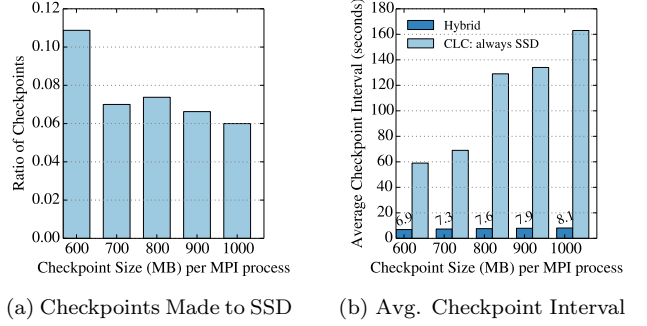 0.12
0.10
0.08
0.06
0.04
0.02
0.00
Ratio of Checkpoints
600 700 800 900 1000
Checkpoint Size (MB) per MPI process
(a) Checkpoints Made to SSD
180
160
140
120
100
80
60
40
20
0
Average Checkpoint Interval (seconds)
Hybrid
CLC: always SSD
6.9 7.3 7.6 7.9 8.1
600 700 800 900 1000
Checkpoint Size (MB) per MPI process
(b) Avg. Checkpoint Interval